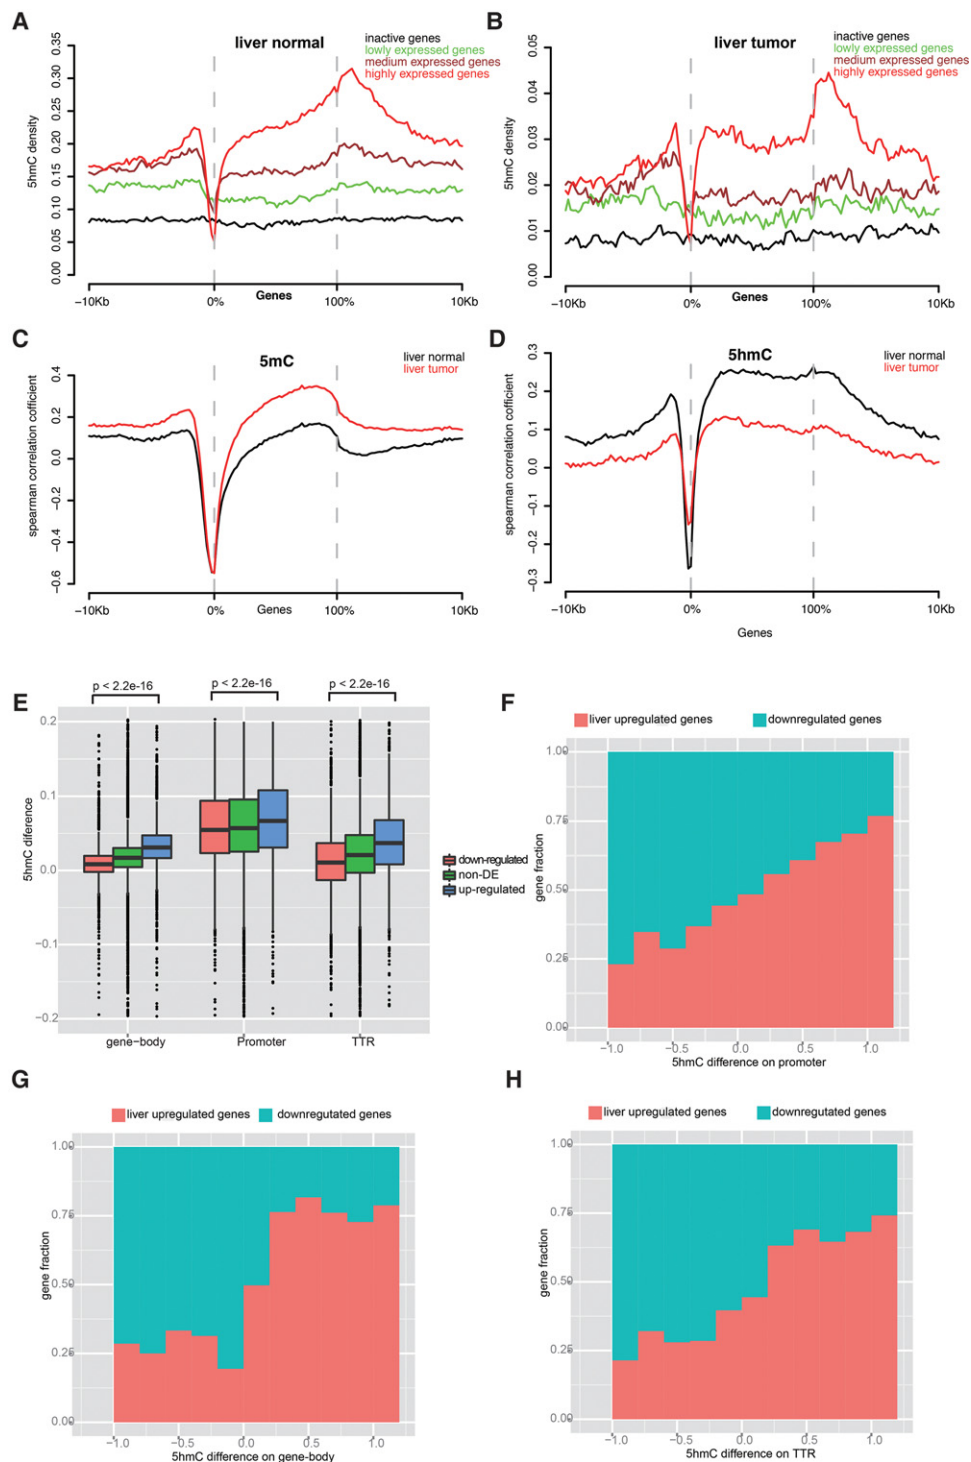 A
liver normal
inactive genes
lowly expressed genes
medium expressed genes
highly expressed genes
5hmC density
0.35
0.30
0.25
0.20
0.15
0.10
0.05
0.00
−10Kb
0%
Genes
100%
10Kb
B
liver tumor
inactive genes
lowly expressed genes
medium expressed genes
highly expressed genes
5hmC density
0.05
0.04
0.03
0.02
0.01
0.00
−10Kb
0%
Genes
100%
10Kb
C
5mC
liver normal
liver tumor
spearman correlation cofficient
0.4
0.2
0.0
−0.2
−0.4
−0.6
−10Kb
0%
Genes
100%
10Kb
D
5hmC
liver normal
liver tumor
spearman correlation cofficient
0.3
0.2
0.1
0.0
−0.1
−0.2
−0.3
−10Kb
0%
100%
10Kb
Genes
E
p < 2.2e-16
p < 2.2e-16
p < 2.2e-16
5hmC diference
0.2
0.1
0.0
−0.1
−0.2
gene-body
Promoter
TTR
down-regulated
non-DE
up-regulated
F
liver upregulated genes
downregulated genes
gene fraction
1.00
0.75
0.50
0.25
0.00
−1.0
−0.5
0.0
0.5
1.0
5hmC difference on promoter
G
liver upregulated genes
downregutated genes
gene fraction
1.00
0.75
0.50
0.25
0.00
−1.0
−0.5
0.0
0.5
1.0
5hmC difference on gene-body
H
liver upregulated genes
downregutated genes
gene fraction
1.00
0.75
0.50
0.25
0.00
−1.0
−0.5
0.0
0.5
1.0
5hmC difference on TTR